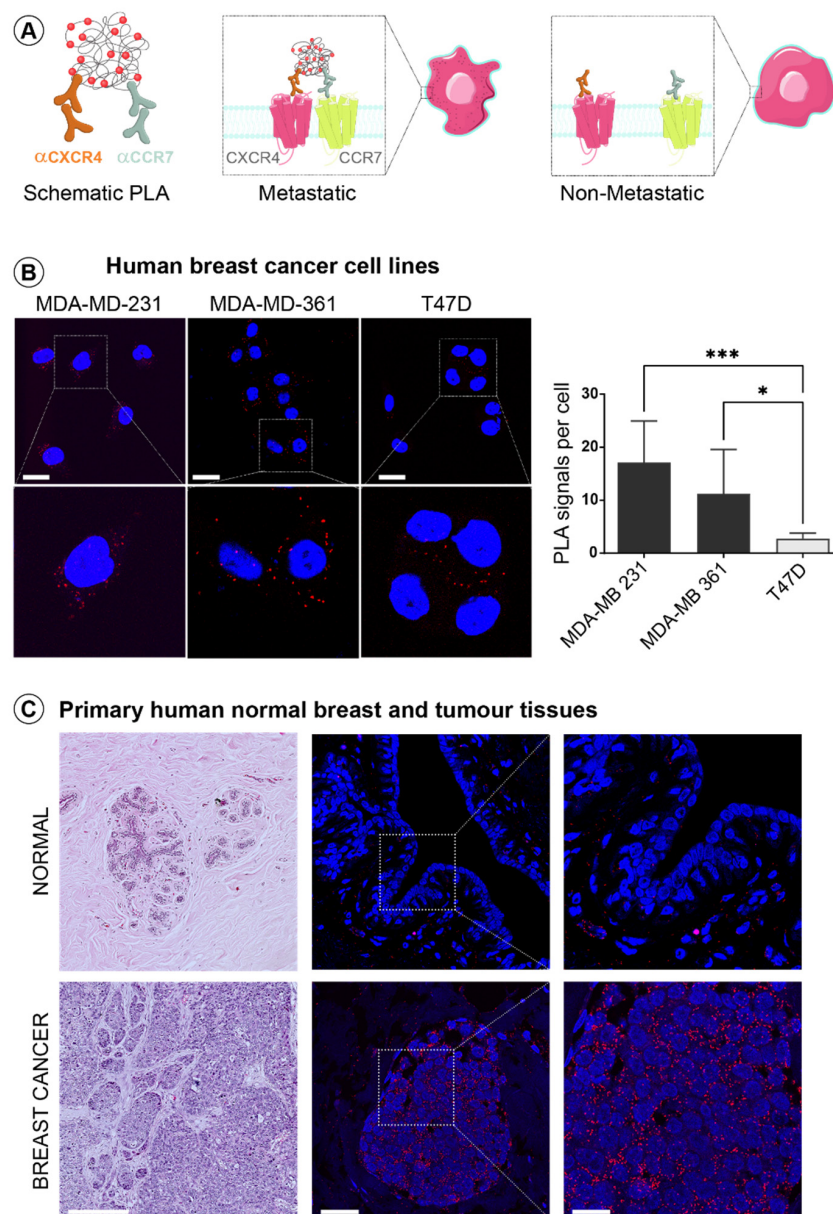 A
αCXCR4
αCCR7
Schematic PLA
CXCR4
CCR7
Metastatic
Non-Metastatic
B
Human breast cancer cell lines
MDA-MD-231
MDA-MD-361
T47D
PLA signals per cell
30
20
10
0
***
*
MDA-MB 231
MDA-MB 361
T47D
C
Primary human normal breast and tumour tissues
NORMAL
BREAST CANCER